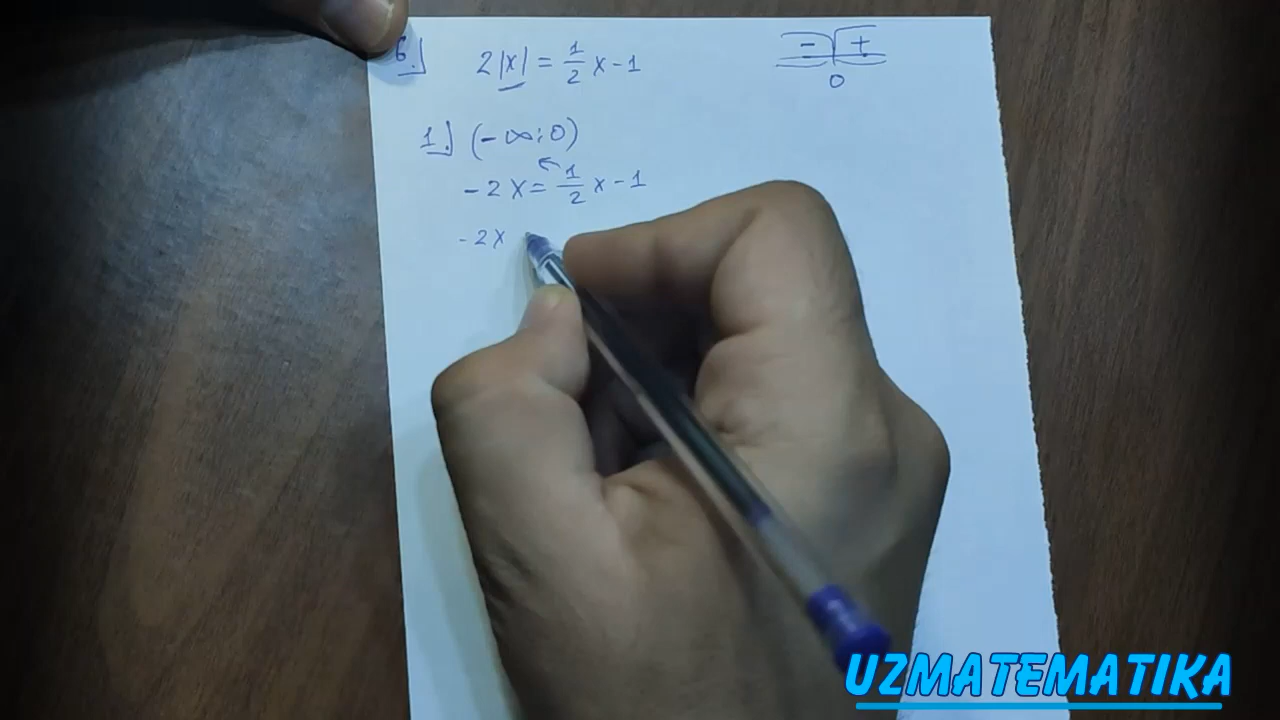 6.) 2|x| = 1/2 x - 1
- +
0
1.) (-∞; 0)
-2x = 1/2 x - 1
-2x
UZMATEMATIKA